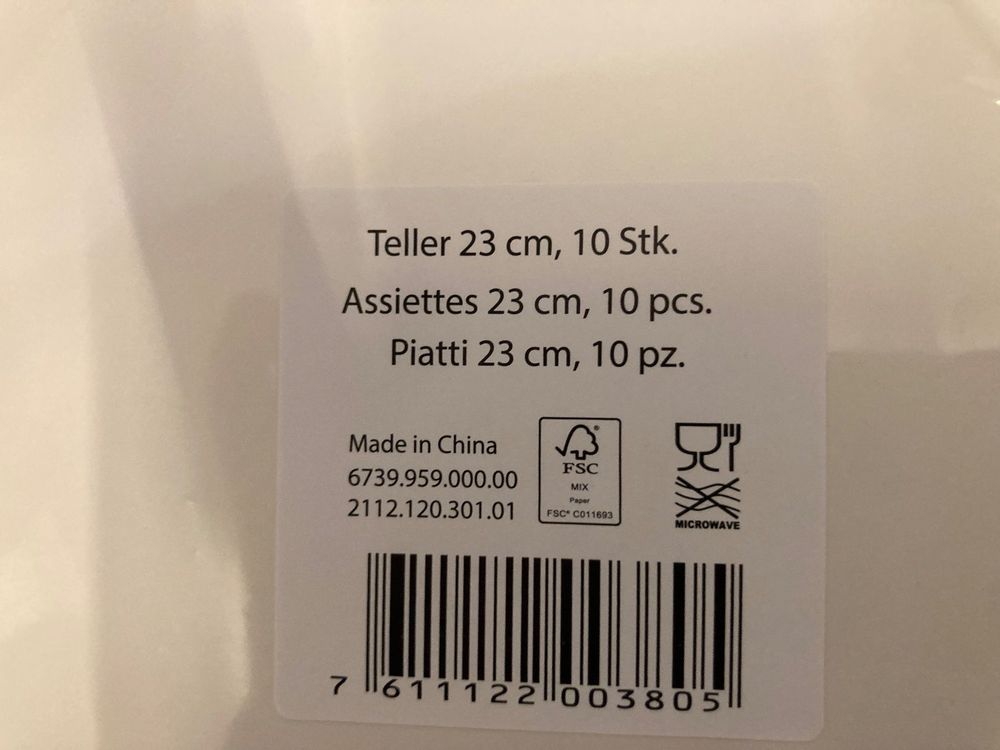 Teller 23 cm, 10 Stk.
Assiettes 23 cm, 10 pcs.
Piatti 23 cm, 10 pz.
Made in China
6739.959.000.00
2112.120.301.01
®
FSC
MIX
Paper
FSC® C011693
MICROWAVE
7 611122 003805